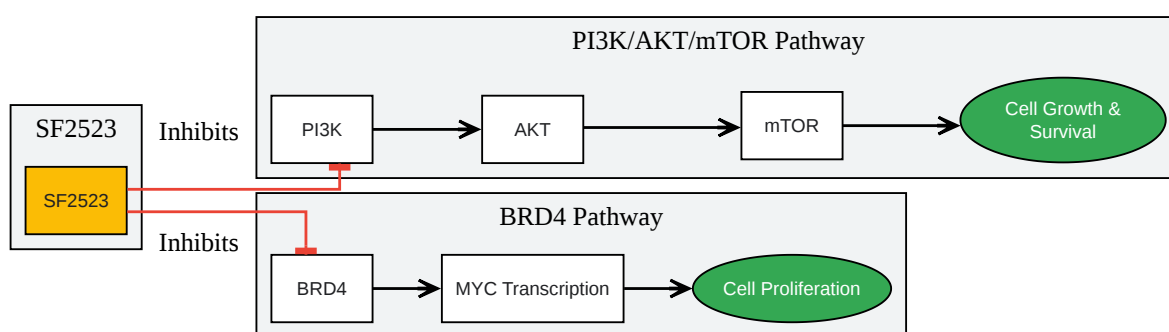 PI3K/AKT/mTOR Pathway
SF2523
Inhibits
PI3K
AKT
mTOR
Cell Growth &
Survival
SF2523
Inhibits
BRD4 Pathway
BRD4
MYC Transcription
Cell Proliferation